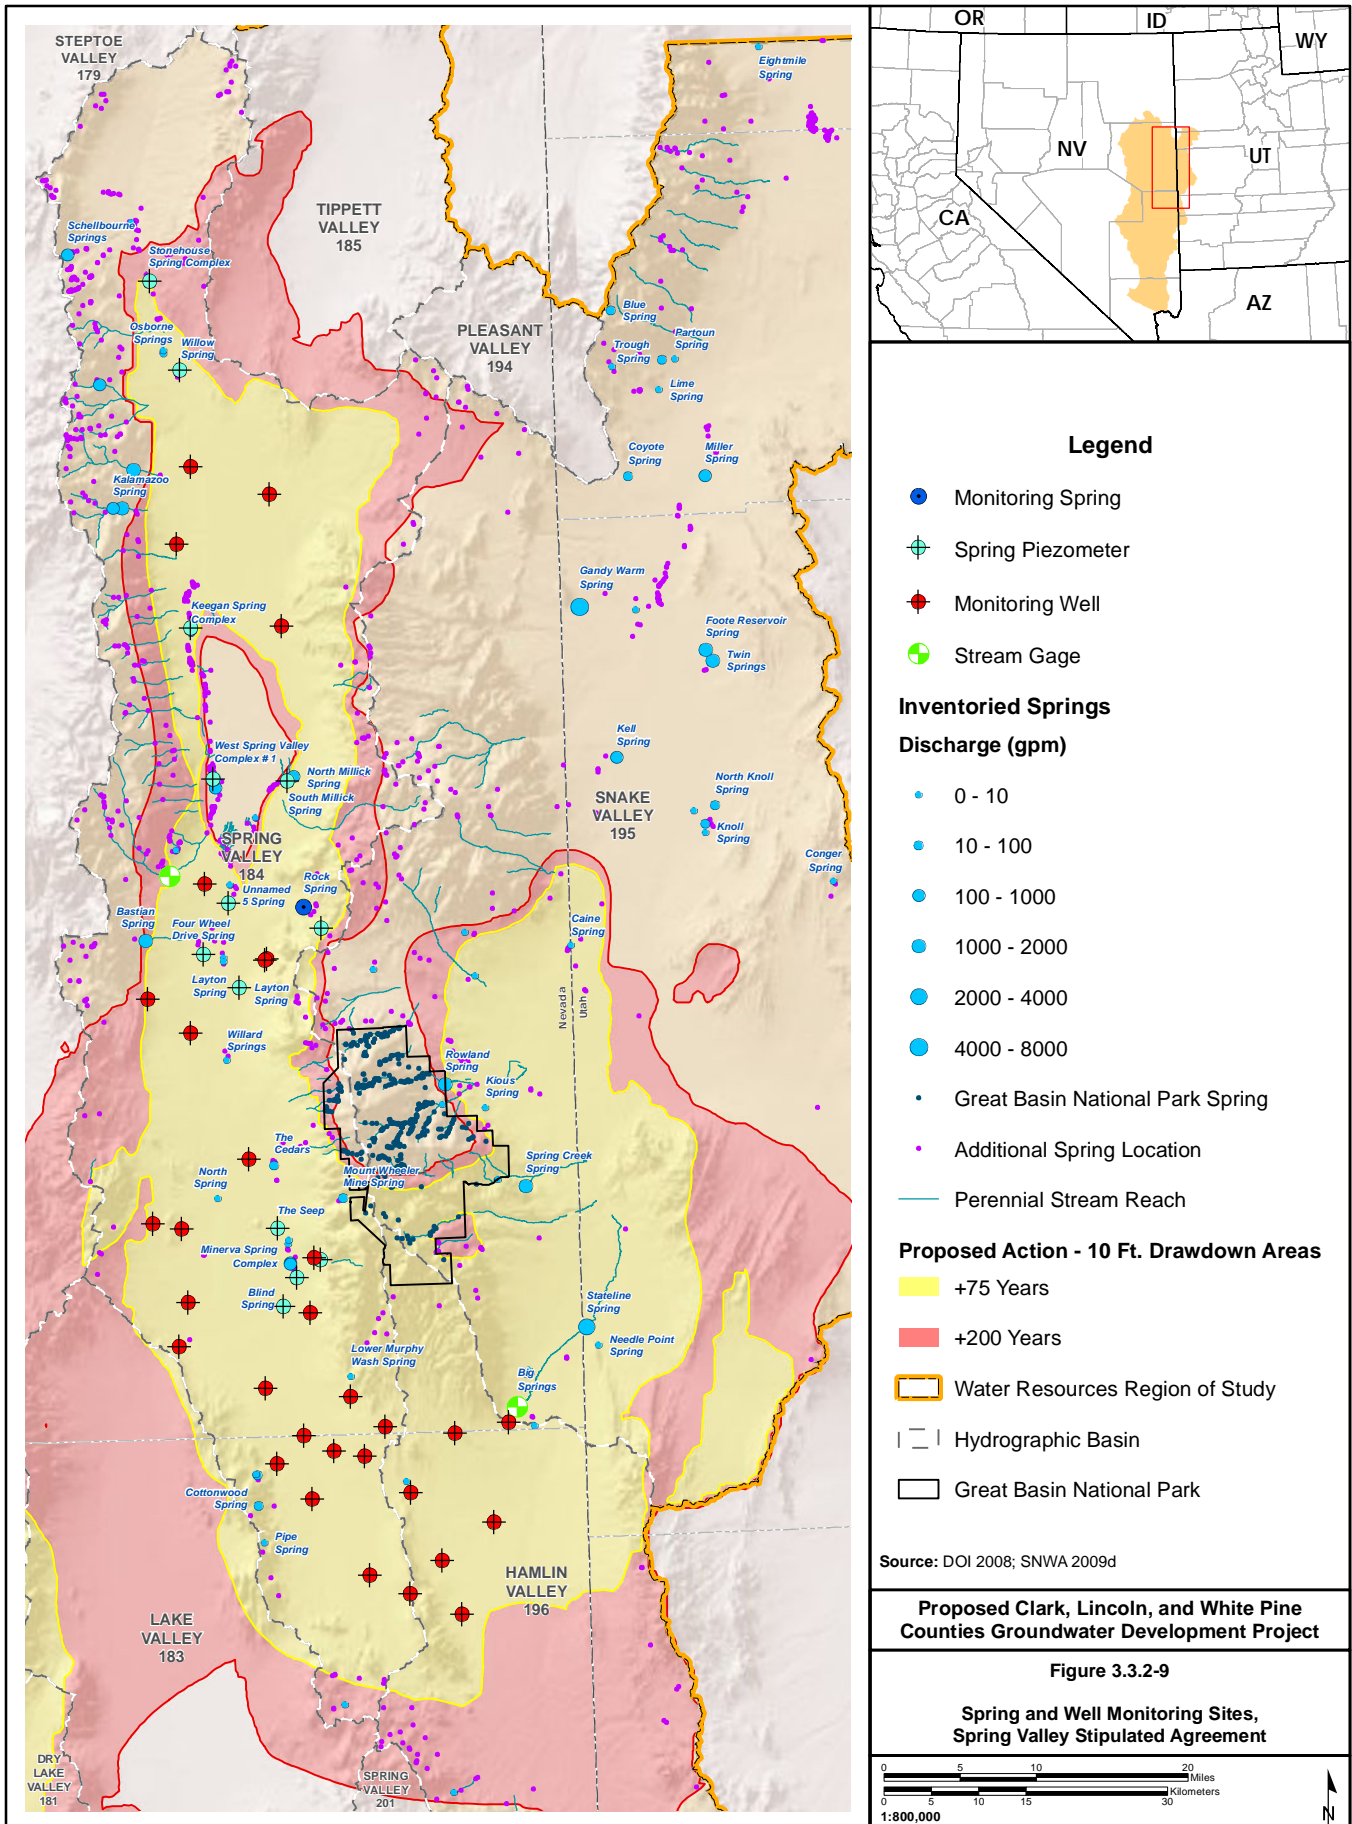 STEPTOE
VALLEY
179
Eightmile
Spring
TIPPETT
VALLEY
185
Schellbourne
Springs
Stonehouse
Spring Complex
PLEASANT
VALLEY
194
Blue
Spring
Osborne
Springs
Willow
Spring
Trough
Spring
Partoun
Spring
Lime
Spring
Coyote
Spring
Miller
Spring
Kalamazoo
Spring
Gandy Warm
Spring
Keegan Spring
Complex
Foote Reservoir
Spring
Twin
Springs
Kell
Spring
West Spring Valley
Complex # 1
North Millick
Spring
South Millick
Spring
North Knoll
Spring
SNAKE
VALLEY
195
Knoll
Spring
SPRING
VALLEY
184
Conger
Spring
Rock
Spring
Unnamed
5 Spring
Bastian
Spring
Four Wheel
Drive Spring
Caine
Spring
Layton
Spring
Layton
Spring
Nevada
Utah
Willard
Springs
Rowland
Spring
Kious
Spring
The
Cedars
Spring Creek
Spring
North
Spring
Mount Wheeler
Mine Spring
The Seep
Minerva Spring
Complex
Blind
Spring
Stateline
Spring
Needle Point
Spring
Lower Murphy
Wash Spring
Big
Springs
Cottonwood
Spring
Pipe
Spring
HAMLIN
VALLEY
196
LAKE
VALLEY
183
DRY
LAKE
VALLEY
181
SPRING
VALLEY
201
OR
ID
WY
NV
UT
CA
AZ
Legend
Monitoring Spring
Spring Piezometer
Monitoring Well
Stream Gage
Inventoried Springs
Discharge (gpm)
0 - 10
10 - 100
100 - 1000
1000 - 2000
2000 - 4000
4000 - 8000
Great Basin National Park Spring
Additional Spring Location
Perennial Stream Reach
Proposed Action - 10 Ft. Drawdown Areas
+75 Years
+200 Years
Water Resources Region of Study
Hydrographic Basin
Great Basin National Park
Source: DOI 2008; SNWA 2009d
Proposed Clark, Lincoln, and White Pine
Counties Groundwater Development Project
Figure 3.3.2-9
Spring and Well Monitoring Sites,
Spring Valley Stipulated Agreement
0 5 10 20
Miles
Kilometers
0 5 10 15 30
1:800,000
N